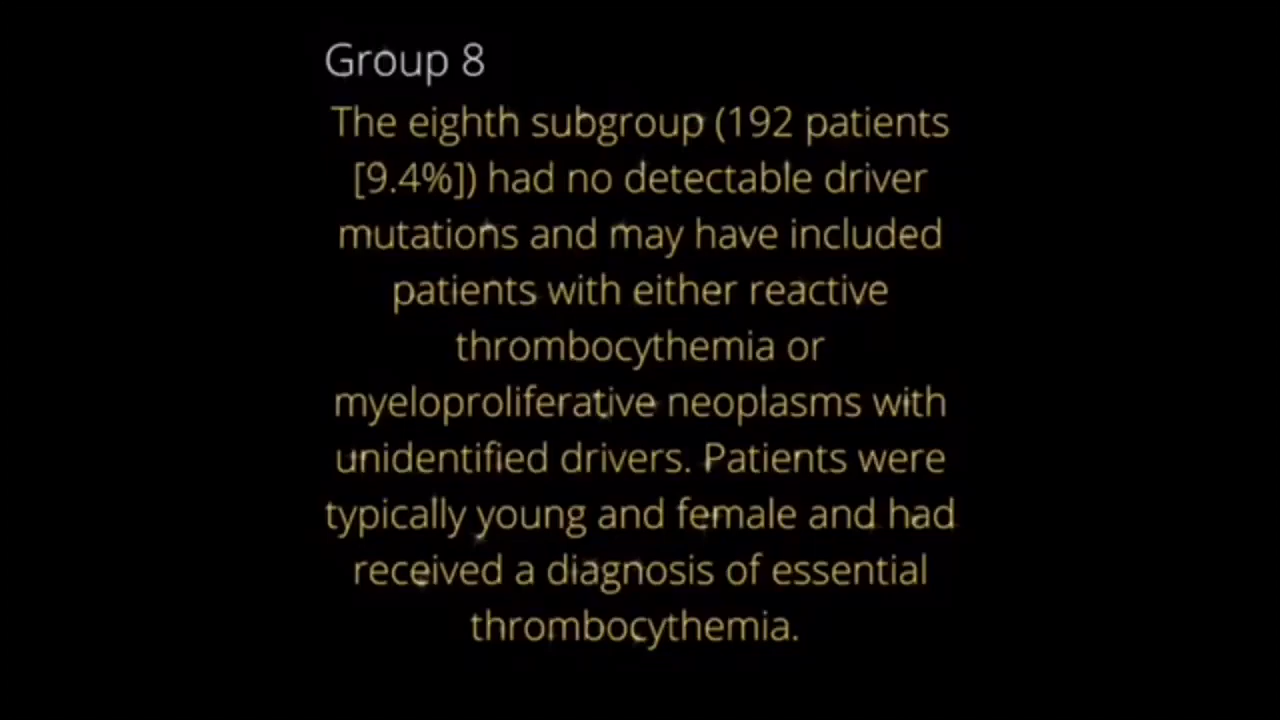 Group 8
The eighth subgroup (192 patients
[9.4%]) had no detectable driver
mutations and may have included
patients with either reactive
thrombocythemia or
myeloproliferative neoplasms with
unidentified drivers. Patients were
typically young and female and had
received a diagnosis of essential
thrombocythemia.